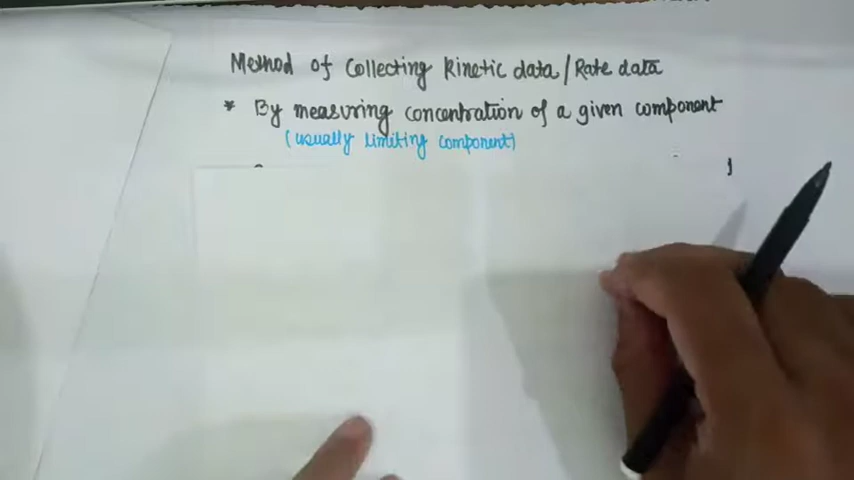 Method of collecting kinetic data/Rate data
* By measuring concentration of a given component
(usually limiting component)